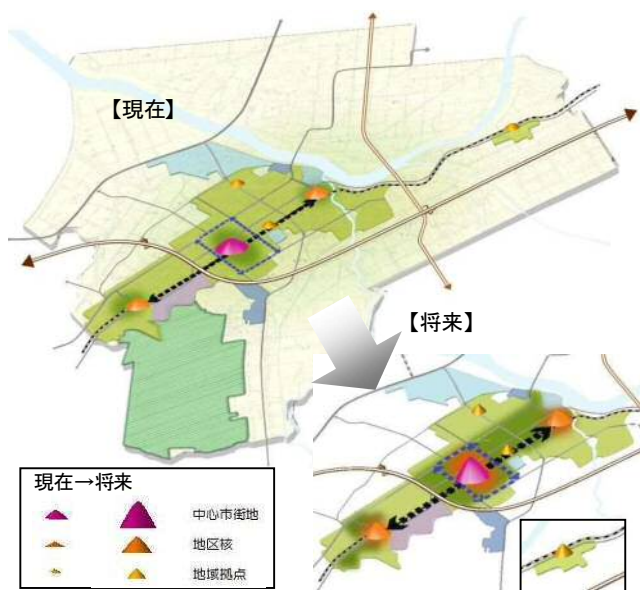 【現在】
【将来】
現在→将来
中心市街地
地区核
地域拠点